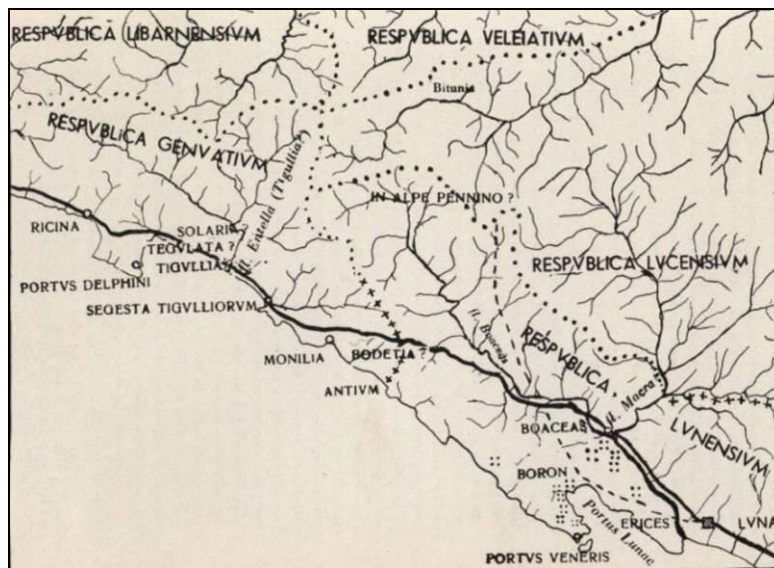 RESPVBLICA LIBARNENSIVM
RESPVBLICA VELEIATIVM
Bitunia
RESPVBLICA GENVATIVM
IN ALPE PENNINO ?
fl. Entella (Tigullia?)
RICINA
SOLARIA ?
TEGVLATA ?
TIGVLLIA
RESPVBLICA LVCENSIVM
PORTVS DELPHINI
SEGESTA TIGVLLIORVM
fl. Boacias
RESPVBLICA
MONILIA
BODETIA ?
ANTIVM
fl. Macra
BOACEAS
LVNENSIVM
BORON
ERICES
LVNA
Portus Lunae
PORTVS VENERIS